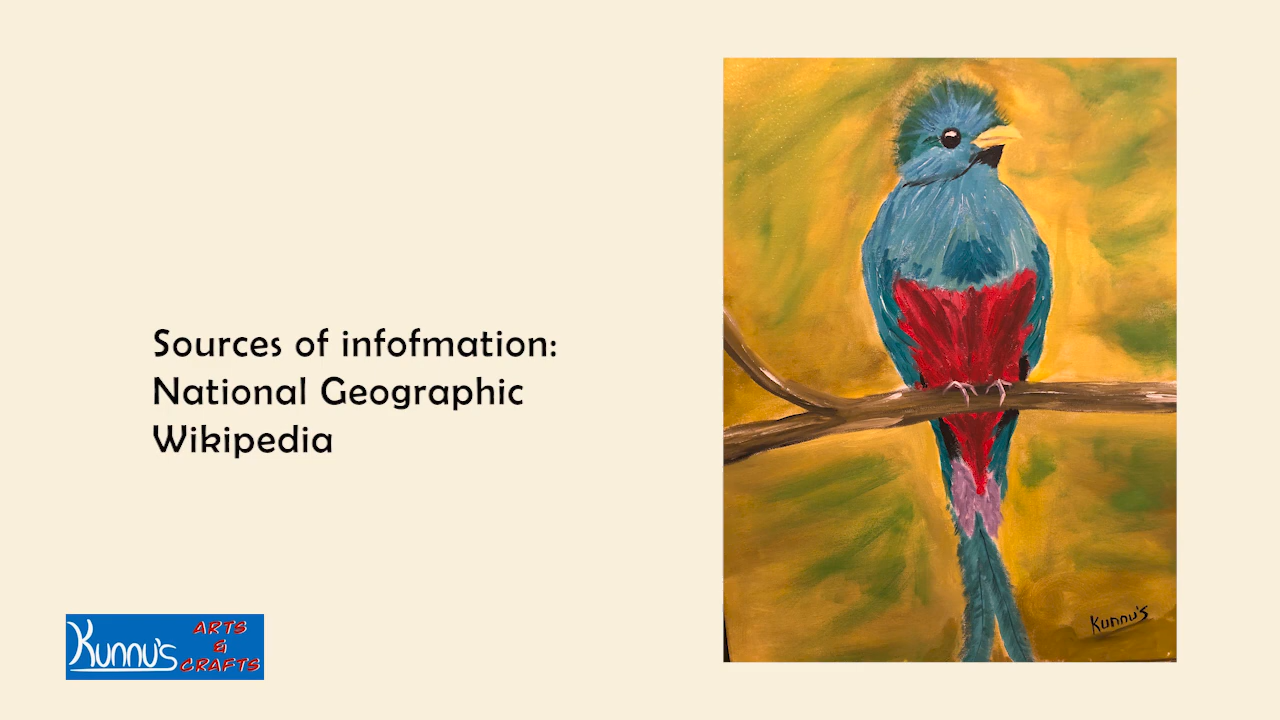 Sources of infofmation:
National Geographic
Wikipedia
Kunnu's
ARTS
&
CRAFTS
Kunnu's